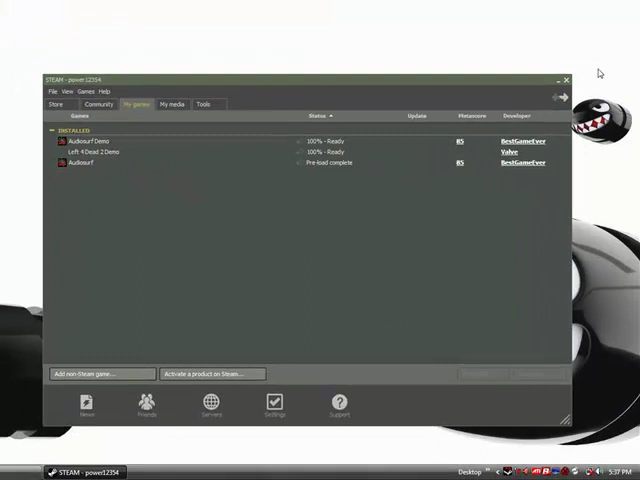 STEAM - power12354
File View Games Help
Store Community My games My media Tools
Games Status Update Metascore Developer
INSTALLED
Audiosurf Demo 100% - Ready 85 BestGameEver
Left 4 Dead 2 Demo 100% - Ready Valve
Audiosurf Pre-load complete 85 BestGameEver
Add non-Steam game... Activate a product on Steam...
News Friends Servers Settings Support
STEAM - power12354 Desktop 5:37 PM